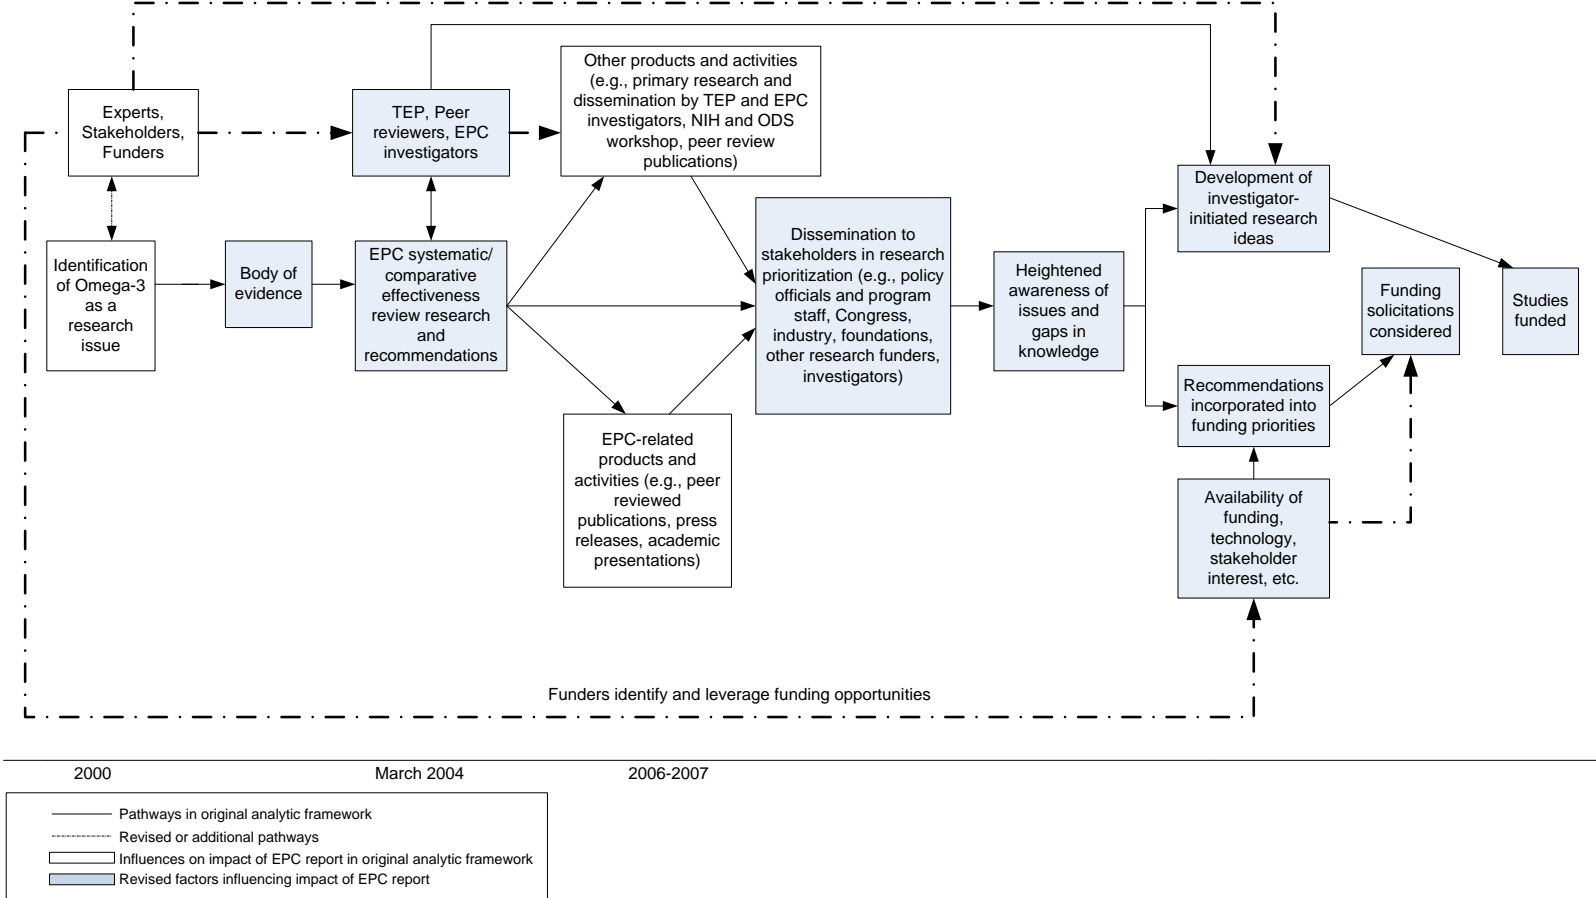 Experts,
Stakeholders,
Funders
TEP, Peer
reviewers, EPC
investigators
Other products and activities
(e.g., primary research and
dissemination by TEP and EPC
investigators, NIH and ODS
workshop, peer review
publications)
Identification
of Omega-3
as a
research
issue
Body of
evidence
EPC systematic/
comparative
effectiveness
review research
and
recommendations
EPC-related
products and
activities (e.g., peer
reviewed
publications, press
releases, academic
presentations)
Dissemination to
stakeholders in research
prioritization (e.g., policy
officials and program
staff, Congress,
industry, foundations,
other research funders,
investigators)
Heightened
awareness of
issues and
gaps in
knowledge
Development of
investigator-
initiated research
ideas
Recommendations
incorporated into
funding priorities
Availability of
funding,
technology,
stakeholder
interest, etc.
Funding
solicitations
considered
Studies
funded
Funders identify and leverage funding opportunities
2000
March 2004
2006-2007
Pathways in original analytic framework
Revised or additional pathways
Influences on impact of EPC report in original analytic framework
Revised factors influencing impact of EPC report